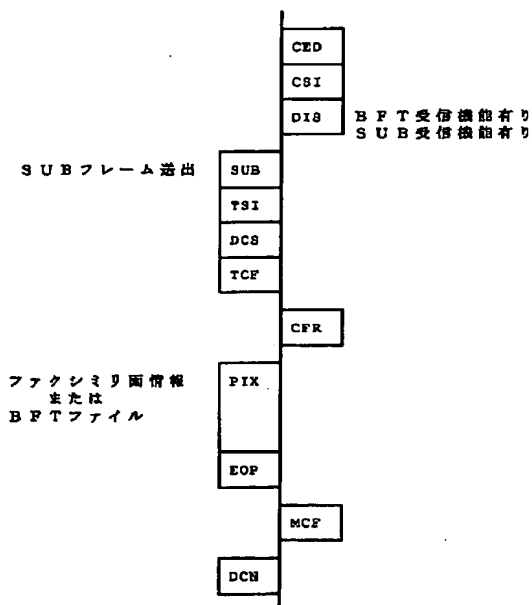 CED
CSI
DIS
BFT受信機能有り
SUB受信機能有り
SUBフレーム送出
SUB
TSI
DCS
TCF
CFR
ファクシミリ画情報
または
BFTファイル
PIX
EOP
MCF
DCN